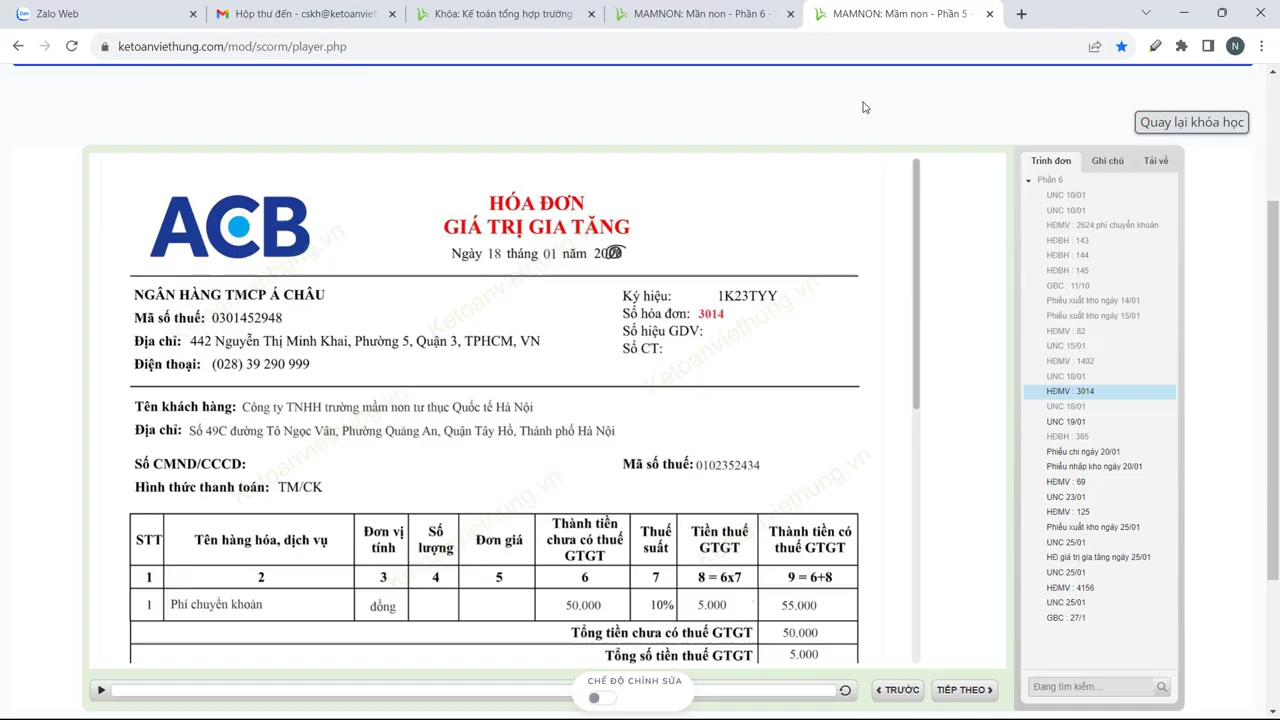 Zalo Web
Hộp thư đến - cskh@ketoanviet
Khóa: Kế toán tổng hợp trường
MAMNON: Mần non - Phần 6 -
MAMNON: Mầm non - Phần 5 -
ketoanviethung.com/mod/scorm/player.php
N
Quay lại khóa học
ACB
HÓA ĐƠN
GIÁ TRỊ GIA TĂNG
Ngày 18 tháng 01 năm
NGÂN HÀNG TMCP Á CHÂU
Mã số thuế: 0301452948
Địa chỉ: 442 Nguyễn Thị Minh Khai, Phường 5, Quận 3, TPHCM, VN
Điện thoại: (028) 39 290 999
Ký hiệu: 1K23TYY
Số hóa đơn: 3014
Số hiệu GDV:
Số CT:
Tên khách hàng: Công ty TNHH trường mầm non tư thục Quốc tế Hà Nội
Địa chỉ: Số 49C đường Tô Ngọc Vân, Phường Quảng An, Quận Tây Hồ, Thành phố Hà Nội
Số CMND/CCCD:
Mã số thuế: 0102352434
Hình thức thanh toán: TM/CK
STT Tên hàng hóa, dịch vụ Đơn vị tính Số lượng Đơn giá Thành tiền chưa có thuế GTGT Thuế suất Tiền thuế GTGT Thành tiền có thuế GTGT
1 2 3 4 5 6 7 8 = 6x7 9 = 6+8
1 Phí chuyển khoản đồng 50.000 10% 5.000 55.000
Tổng tiền chưa có thuế GTGT 50.000
Tổng số tiền thuế GTGT 5.000
Ketoanviethung.vn
CHẾ ĐỘ CHỈNH SỬA
TRƯỚC
TIẾP THEO
Trình đơn
Ghi chú
Tải về
Phần 6
UNC 10/01
UNC 10/01
HĐMV : 2624 phí chuyển khoản
HĐBH : 143
HĐBH : 144
HĐBH : 145
GBC : 11/10
Phiếu xuất kho ngày 14/01
Phiếu xuất kho ngày 15/01
HĐMV : 82
UNC 15/01
HĐMV : 1402
UNC 18/01
HĐMV : 3014
UNC 18/01
UNC 19/01
HĐBH : 365
Phiếu chi ngày 20/01
Phiếu nhập kho ngày 20/01
HĐMV : 69
UNC 23/01
HĐMV : 125
Phiếu xuất kho ngày 25/01
UNC 25/01
HĐ giá trị gia tăng ngày 25/01
UNC 25/01
HĐMV : 4156
UNC 25/01
GBC : 27/1
Đang tìm kiếm...